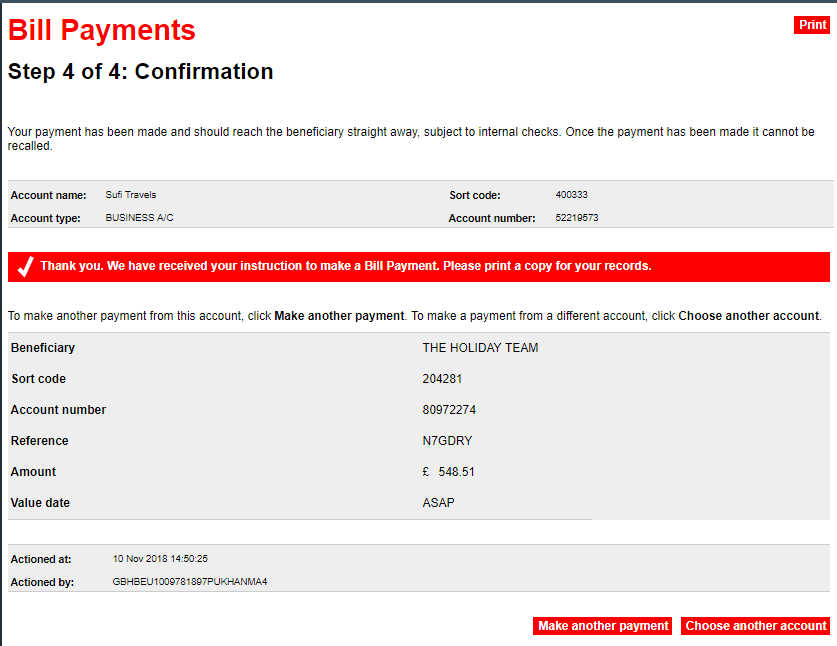 Bill Payments
Print
Step 4 of 4: Confirmation
Your payment has been made and should reach the beneficiary straight away, subject to internal checks. Once the payment has been made it cannot be
recalled.
Account name: Sufi Travels Sort code: 400333
Account type: BUSINESS A/C Account number: 52219573
Thank you. We have received your instruction to make a Bill Payment. Please print a copy for your records.
To make another payment from this account, click Make another payment. To make a payment from a different account, click Choose another account.
Beneficiary THE HOLIDAY TEAM
Sort code 204281
Account number 80972274
Reference N7GDRY
Amount £ 548.51
Value date ASAP
Actioned at: 10 Nov 2018 14:50:25
Actioned by: GBHBEU1009781897PUKHANMA4
Make another payment Choose another account